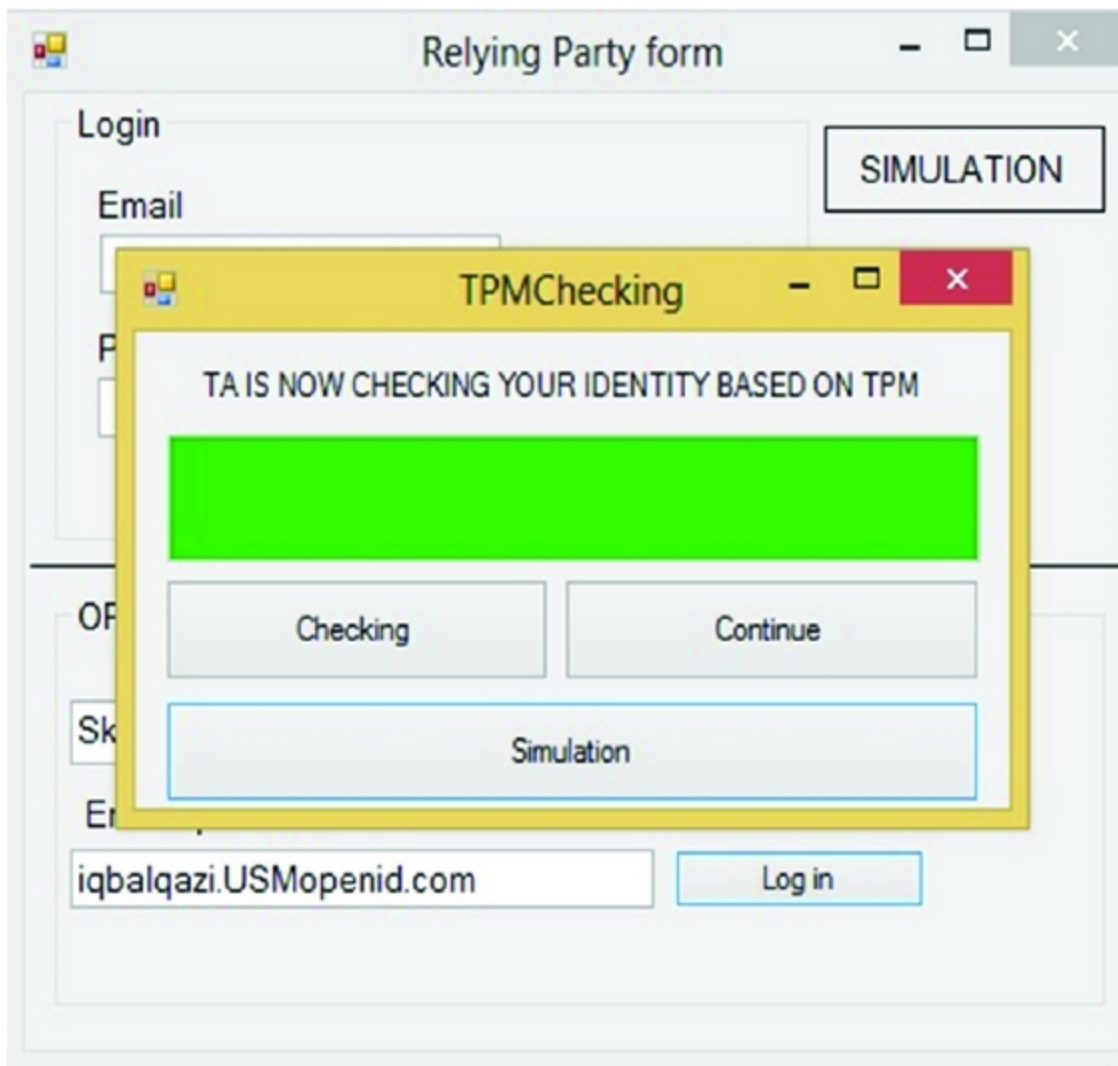 Relying Party form
Login
SIMULATION
Email
TPMChecking
TA IS NOW CHECKING YOUR IDENTITY BASED ON TPM
Checking
Continue
Simulation
iqbalqazi.USMopenid.com
Log in